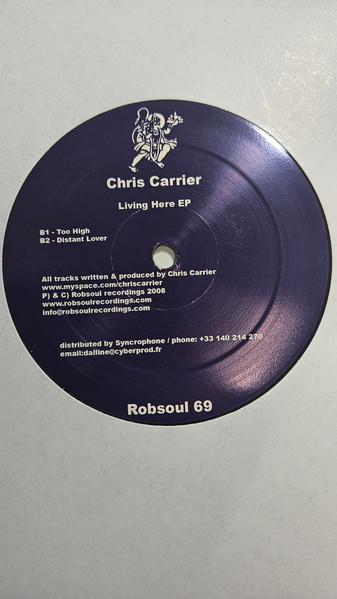 Chris Carrier
Living Here EP
B1 - Too High
B2 - Distant Lover
All tracks written & produced by Chris Carrier
www.myspace.com/chriscarrier
P) & C) Robsoul recordings 2008
www.robsoulrecordings.com
info@robsoulrecordings.com
distributed by Syncrophone / phone: +33 140 214 270
email:dalline@cyberprod.fr
Robsoul 69